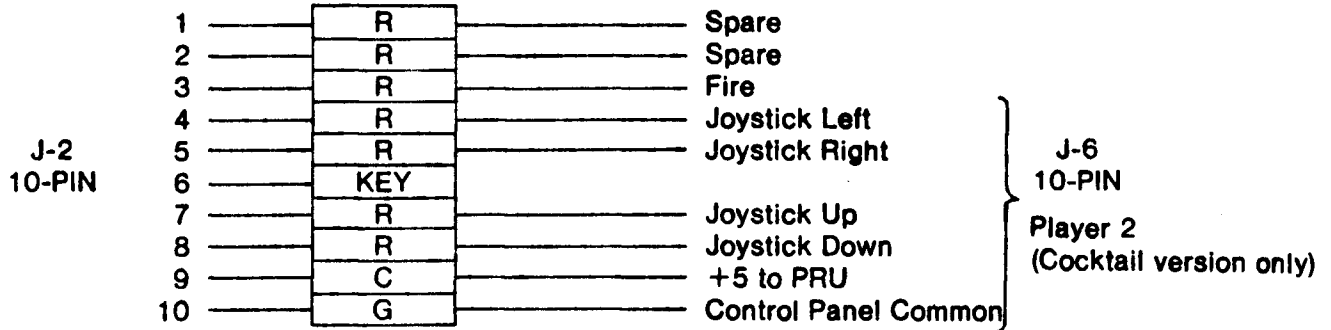 1 R Spare
2 R Spare
3 R Fire
4 R Joystick Left
5 R Joystick Right
6 KEY
7 R Joystick Up
8 R Joystick Down
9 C +5 to PRU
10 G Control Panel Common
J-2
10-PIN
J-6
10-PIN
Player 2
(Cocktail version only)